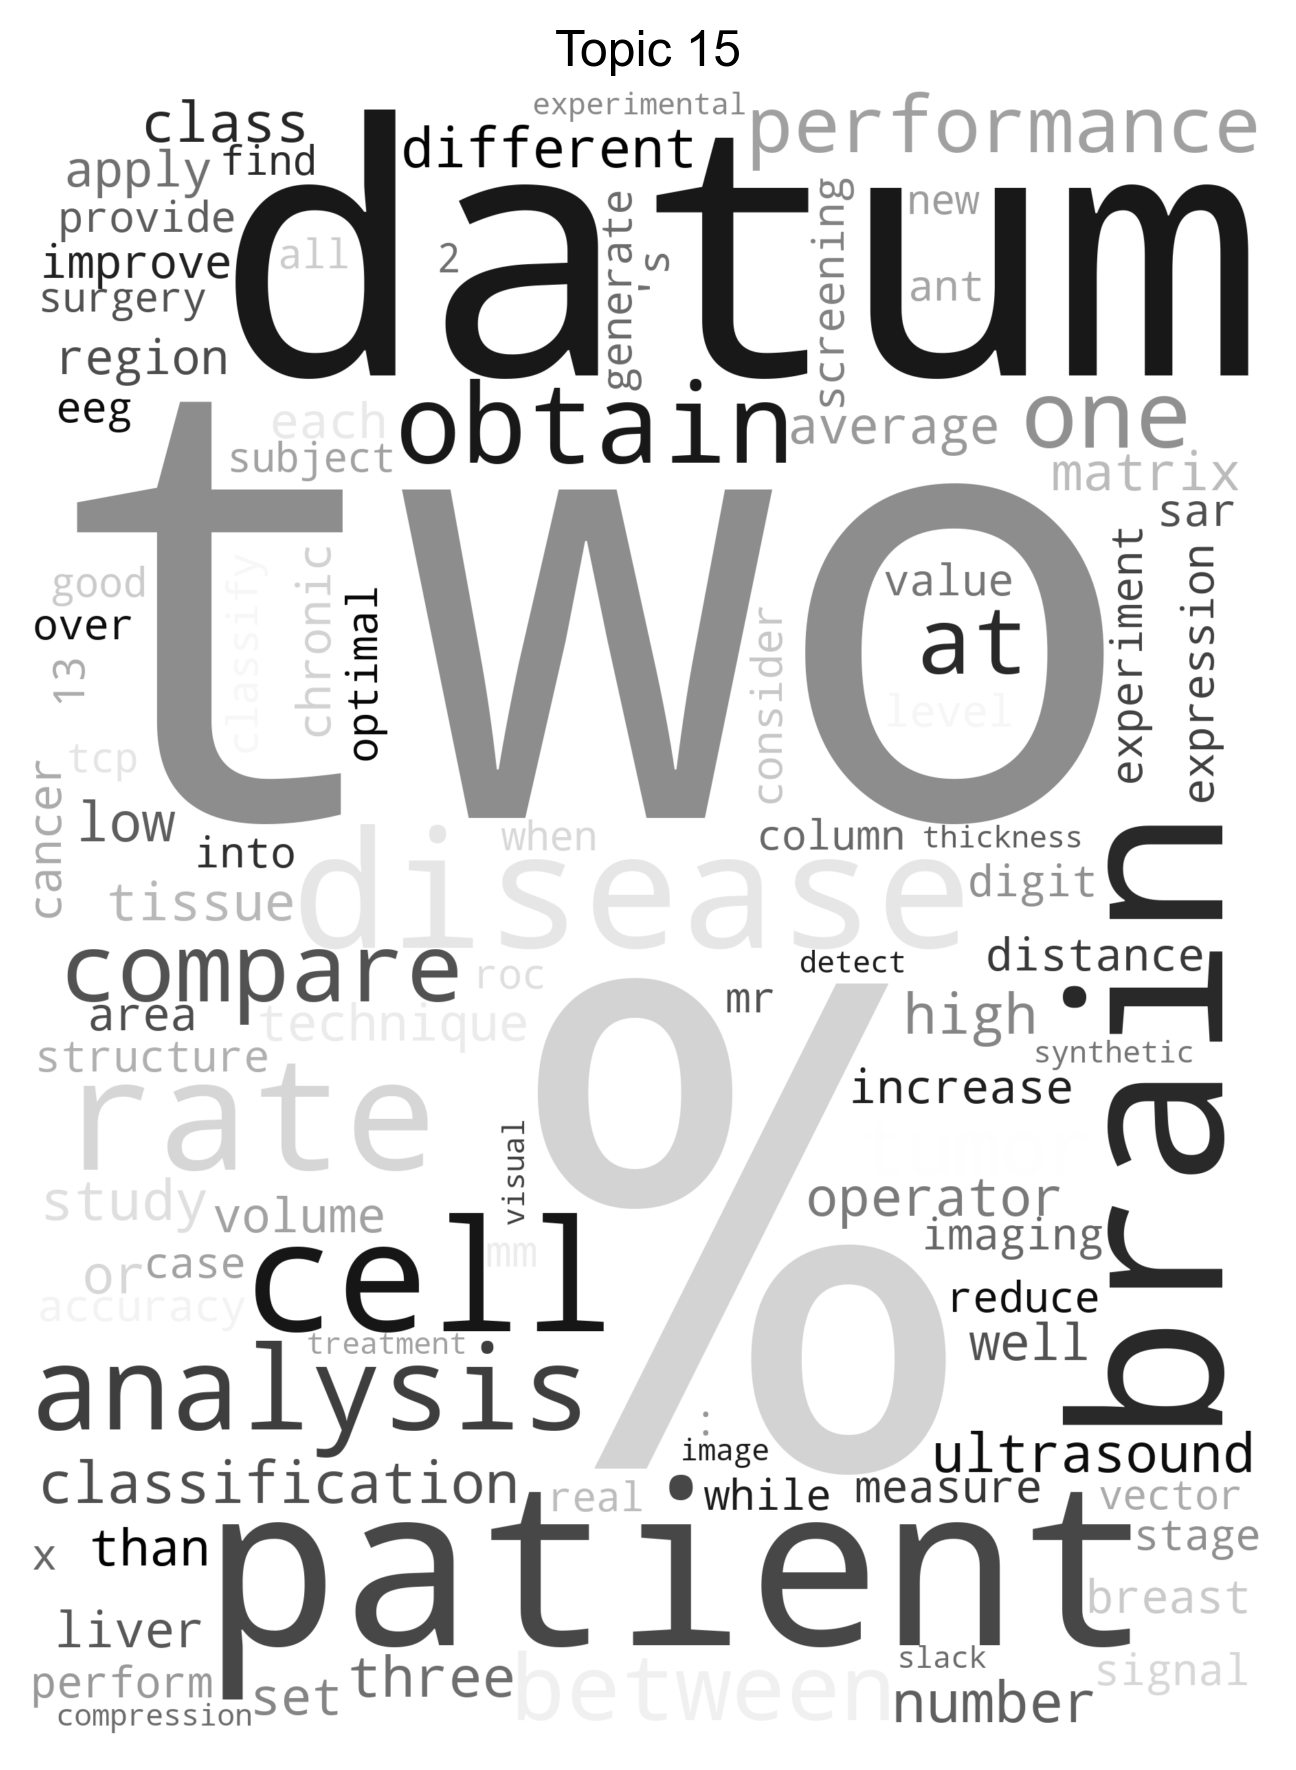 Topic 15
experimental
class
different
performance
find
apply
datum
provide
new
improve
all
2
generate
's
screening
ant
surgery
region
eeg
each
obtain
average
one
subject
matrix
sar
two
good
classify
chronic
optimal
value
experiment
expression
over
at
13
consider
level
tcp
cancer
low
into
when
column
thickness
disease
digit
tissue
brain
compare
roc
detect
distance
mr
area
technique
high
structure
synthetic
rate
%
increase
visual
study
volume
operator
cell
mm
imaging
or
case
accuracy
reduce
treatment
well
analysis
:
image
ultrasound
classification
real
while
measure
vector
x
than
patient
stage
liver
breast
perform
set
three
between
slack
signal
number
compression